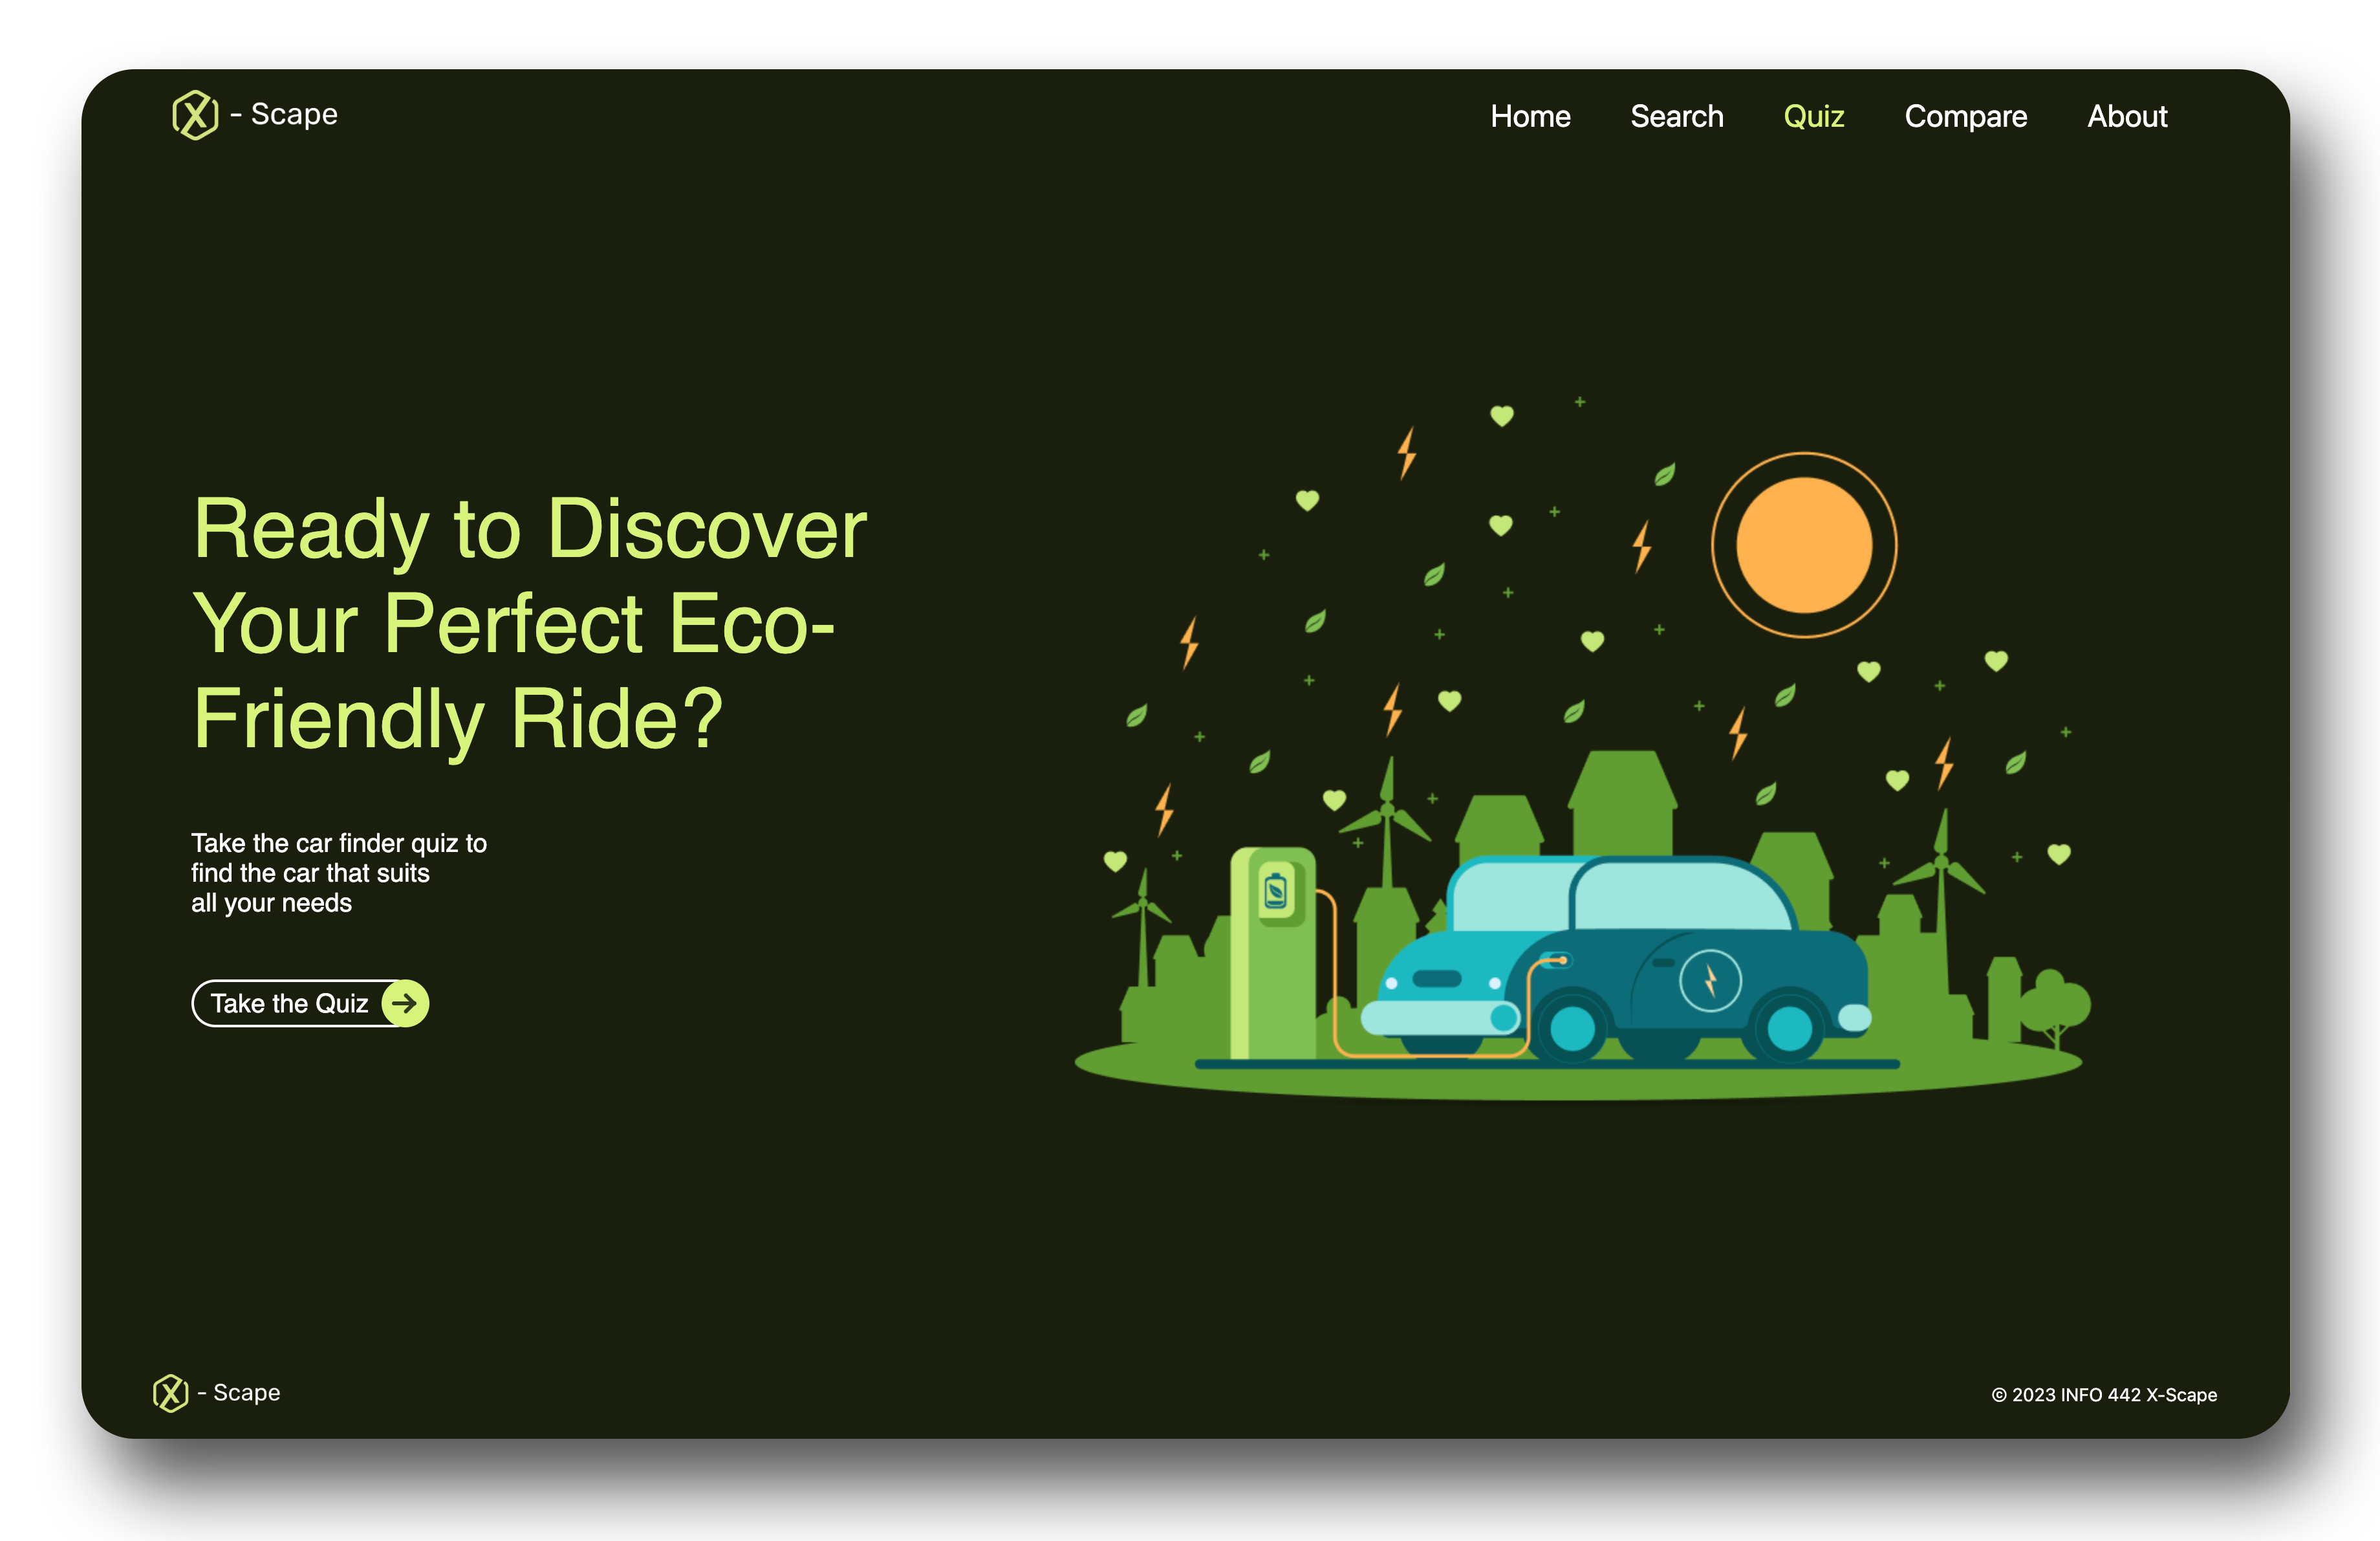 X - Scape
Home Search Quiz Compare About
Ready to Discover
Your Perfect Eco-
Friendly Ride?
Take the car finder quiz to
find the car that suits
all your needs
Take the Quiz
X - Scape
© 2023 INFO 442 X-Scape